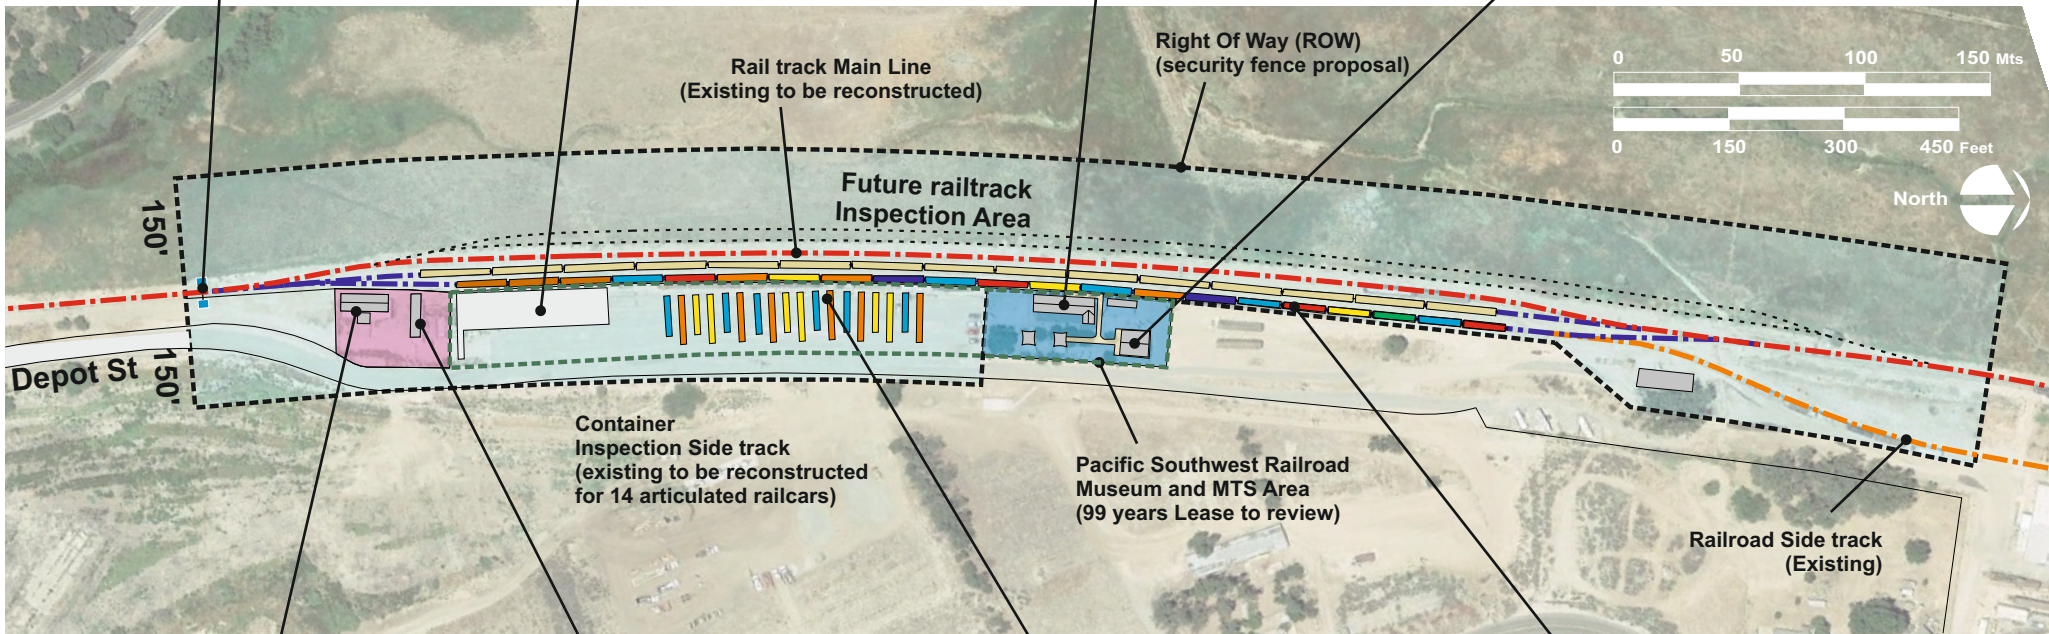 Rail track Main Line
(Existing to be reconstructed)
Right Of Way (ROW)
(security fence proposal)
0 50 100 150 Mts
0 150 300 450 Feet
North
Future railtrack
Inspection Area
150'
150'
Depot St
Container
Inspection Side track
(existing to be reconstructed
for 14 articulated railcars)
Pacific Southwest Railroad
Museum and MTS Area
(99 years Lease to review)
Railroad Side track
(Existing)